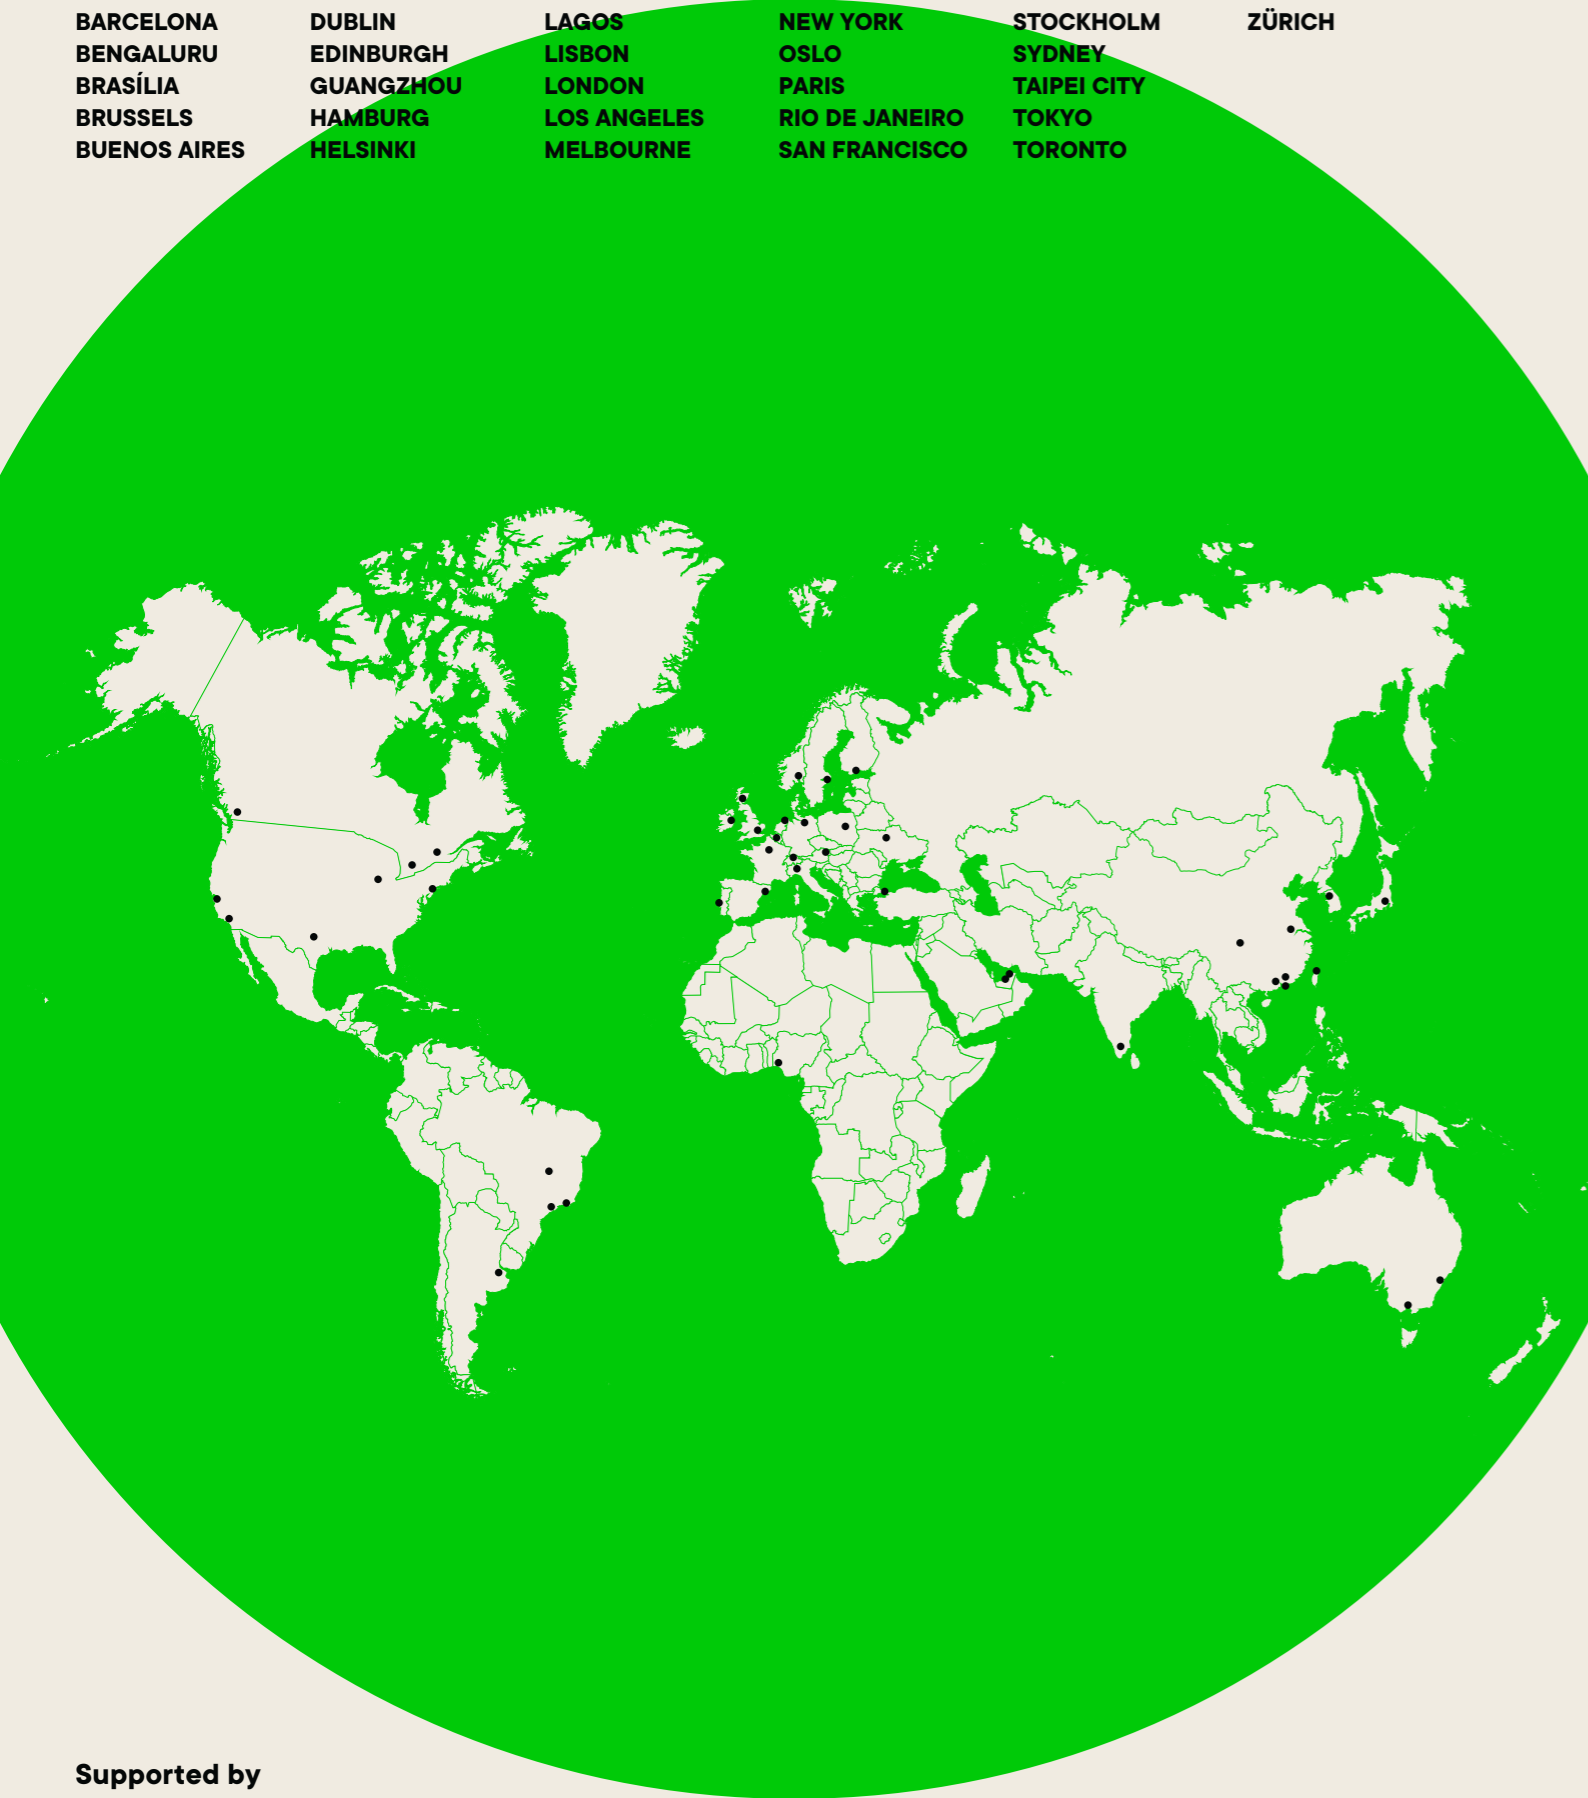 BARCELONA
BENGALURU
BRASÍLIA
BRUSSELS
BUENOS AIRES
DUBLIN
EDINBURGH
GUANGZHOU
HAMBURG
HELSINKI
LAGOS
LISBON
LONDON
LOS ANGELES
MELBOURNE
NEW YORK
OSLO
PARIS
RIO DE JANEIRO
SAN FRANCISCO
STOCKHOLM
SYDNEY
TAIPEI CITY
TOKYO
TORONTO
ZÜRICH
Supported by